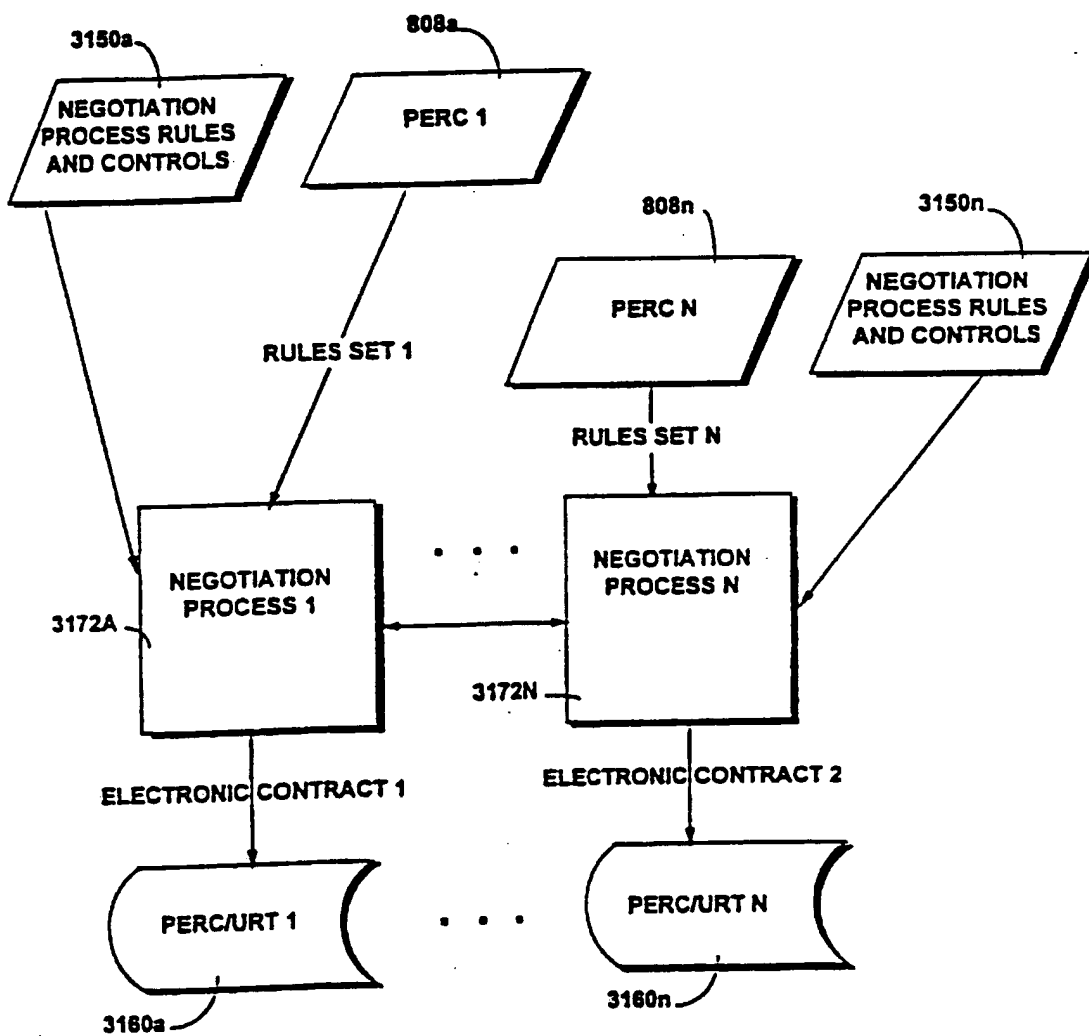 3150a
808a
NEGOTIATION
PROCESS RULES
AND CONTROLS
PERC 1
808n
3150n
PERC N
NEGOTIATION
PROCESS RULES
AND CONTROLS
RULES SET 1
RULES SET N
NEGOTIATION
PROCESS 1
NEGOTIATION
PROCESS N
3172A
3172N
ELECTRONIC CONTRACT 1
ELECTRONIC CONTRACT 2
PERC/URT 1
PERC/URT N
3160a
3160n